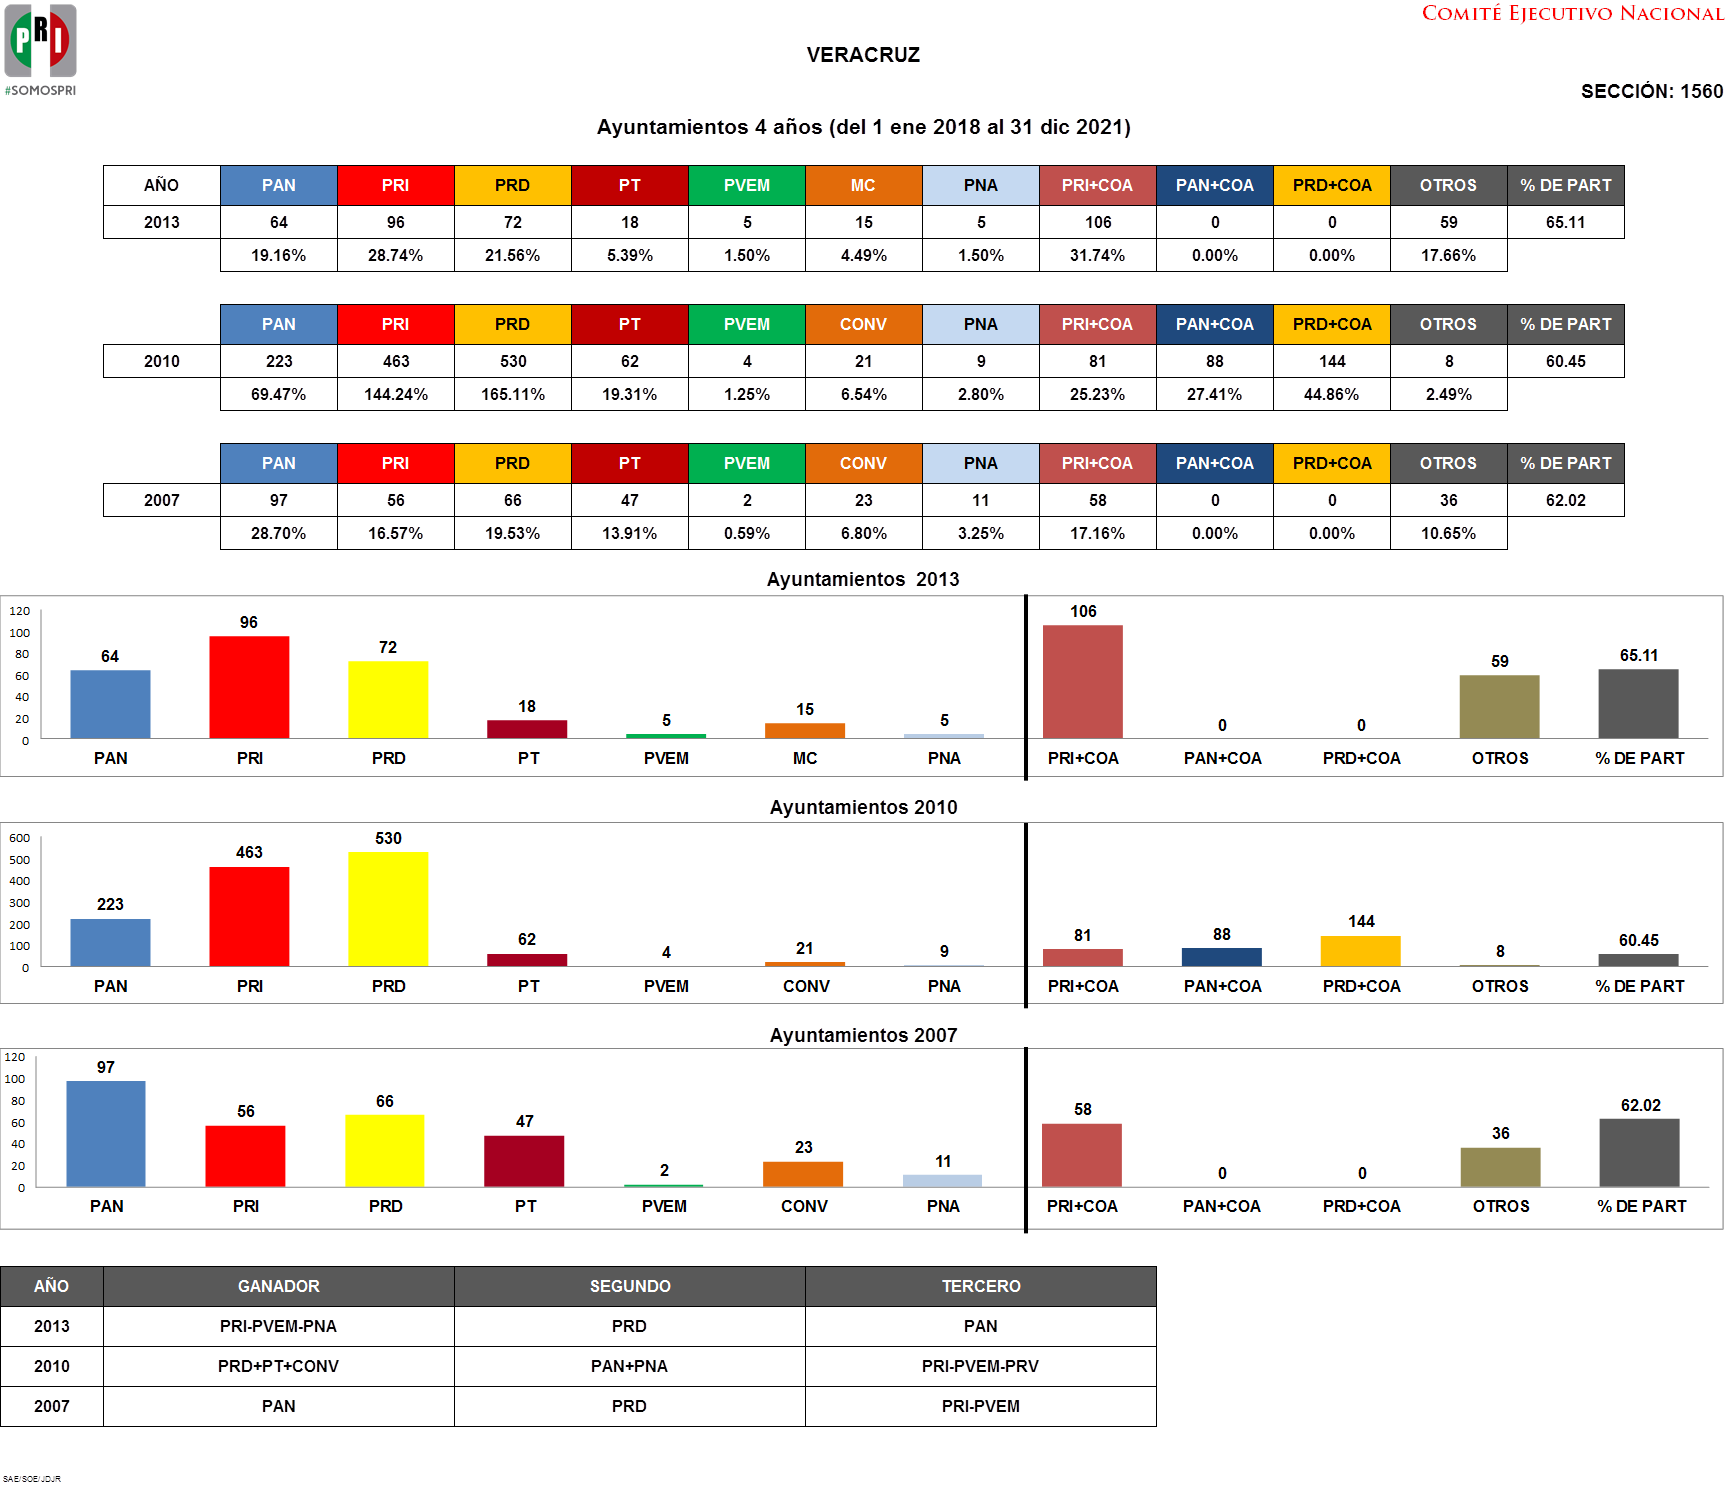 COMITÉ EJECUTIVO NACIONAL
PRI
#SOMOSPRI
VERACRUZ
SECCIÓN: 1560
Ayuntamientos 4 años (del 1 ene 2018 al 31 dic 2021)
AÑO PAN PRI PRD PT PVEM MC PNA PRI+COA PAN+COA PRD+COA OTROS % DE PART
2013 64 96 72 18 5 15 5 106 0 0 59 65.11
19.16% 28.74% 21.56% 5.39% 1.50% 4.49% 1.50% 31.74% 0.00% 0.00% 17.66%
PAN PRI PRD PT PVEM CONV PNA PRI+COA PAN+COA PRD+COA OTROS % DE PART
2010 223 463 530 62 4 21 9 81 88 144 8 60.45
69.47% 144.24% 165.11% 19.31% 1.25% 6.54% 2.80% 25.23% 27.41% 44.86% 2.49%
PAN PRI PRD PT PVEM CONV PNA PRI+COA PAN+COA PRD+COA OTROS % DE PART
2007 97 56 66 47 2 23 11 58 0 0 36 62.02
28.70% 16.57% 19.53% 13.91% 0.59% 6.80% 3.25% 17.16% 0.00% 0.00% 10.65%
Ayuntamientos 2013
120
100
80
60
40
20
0
64 96 72 18 5 15 5 106 0 0 59 65.11
PAN PRI PRD PT PVEM MC PNA PRI+COA PAN+COA PRD+COA OTROS % DE PART
Ayuntamientos 2010
600
500
400
300
200
100
0
223 463 530 62 4 21 9 81 88 144 8 60.45
PAN PRI PRD PT PVEM CONV PNA PRI+COA PAN+COA PRD+COA OTROS % DE PART
Ayuntamientos 2007
120
100
80
60
40
20
0
97 56 66 47 2 23 11 58 0 0 36 62.02
PAN PRI PRD PT PVEM CONV PNA PRI+COA PAN+COA PRD+COA OTROS % DE PART
AÑO GANADOR SEGUNDO TERCERO
2013 PRI-PVEM-PNA PRD PAN
2010 PRD+PT+CONV PAN+PNA PRI-PVEM-PRV
2007 PAN PRD PRI-PVEM
SAE/SOE/JDJR